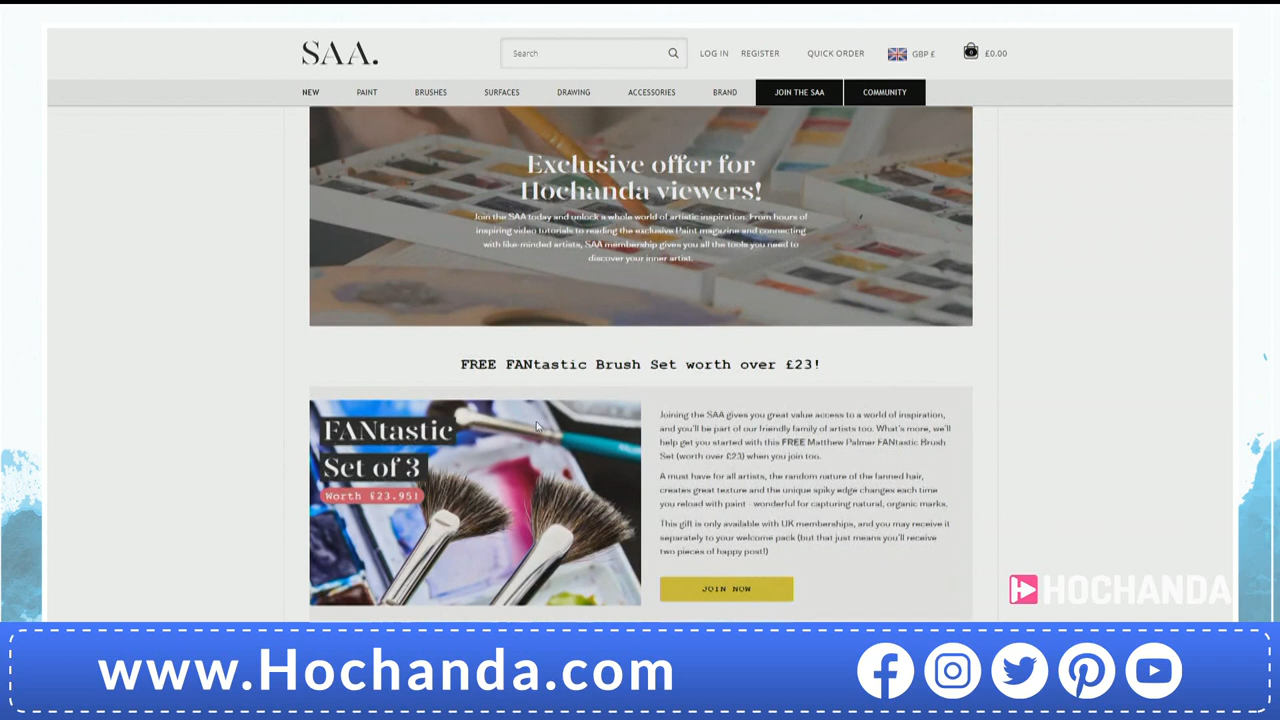 SAA.
Search
LOG IN REGISTER QUICK ORDER GBP £ 0 £0.00
NEW PAINT BRUSHES SURFACES DRAWING ACCESSORIES BRAND JOIN THE SAA COMMUNITY
Exclusive offer for
Hochanda viewers!
Join the SAA today and unlock a whole world of artistic inspiration. From hours of
inspiring video tutorials to reading the exclusive Paint magazine and connecting
with like-minded artists, SAA membership gives you all the tools you need to
discover your inner artist.
FREE FANtastic Brush Set worth over £23!
FANtastic
Set of 3
Worth £23.95!
Joining the SAA gives you great value access to a world of inspiration,
and you'll be part of our friendly family of artists too. What's more, we'll
help get you started with this FREE Matthew Palmer FANtastic Brush
Set (worth over £23) when you join too.
A must have for all artists, the random nature of the fanned hair,
creates great texture and the unique spiky edge changes each time
you reload with paint - wonderful for capturing natural, organic marks.
This gift is only available with UK memberships, and you may receive it
separately to your welcome pack (but that just means you'll receive
two pieces of happy post!)
JOIN NOW
HOCHANDA
www.Hochanda.com